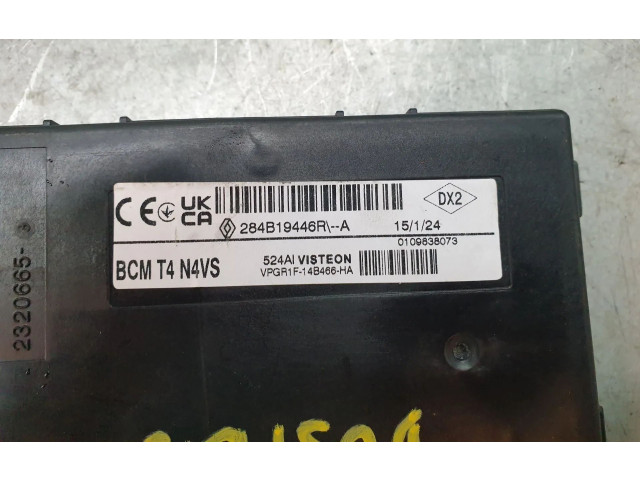 CE UK CA 284B19446R\--A 15/1/24 DX2
0109838073
BCM T4 N4VS 524AI VISTEON
VPGR1F-14B466-HA
2320665-